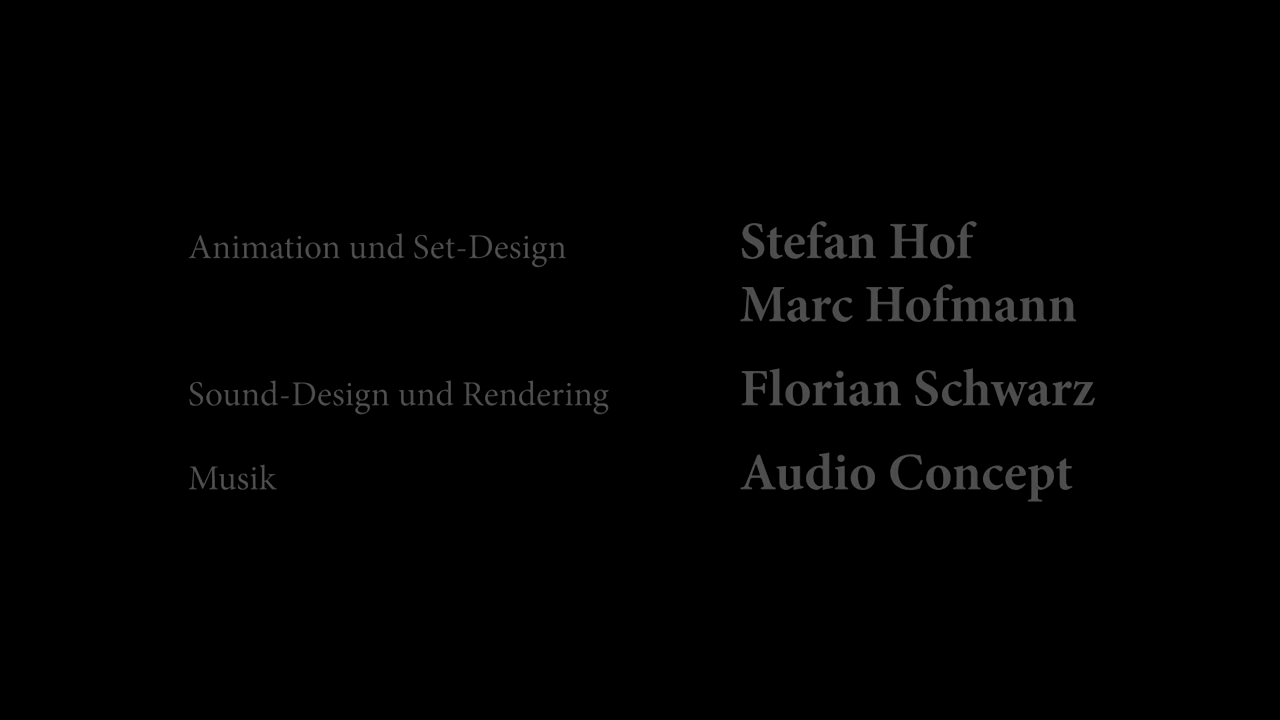 Animation und Set-Design Stefan Hof
Marc Hofmann
Sound-Design und Rendering Florian Schwarz
Musik Audio Concept